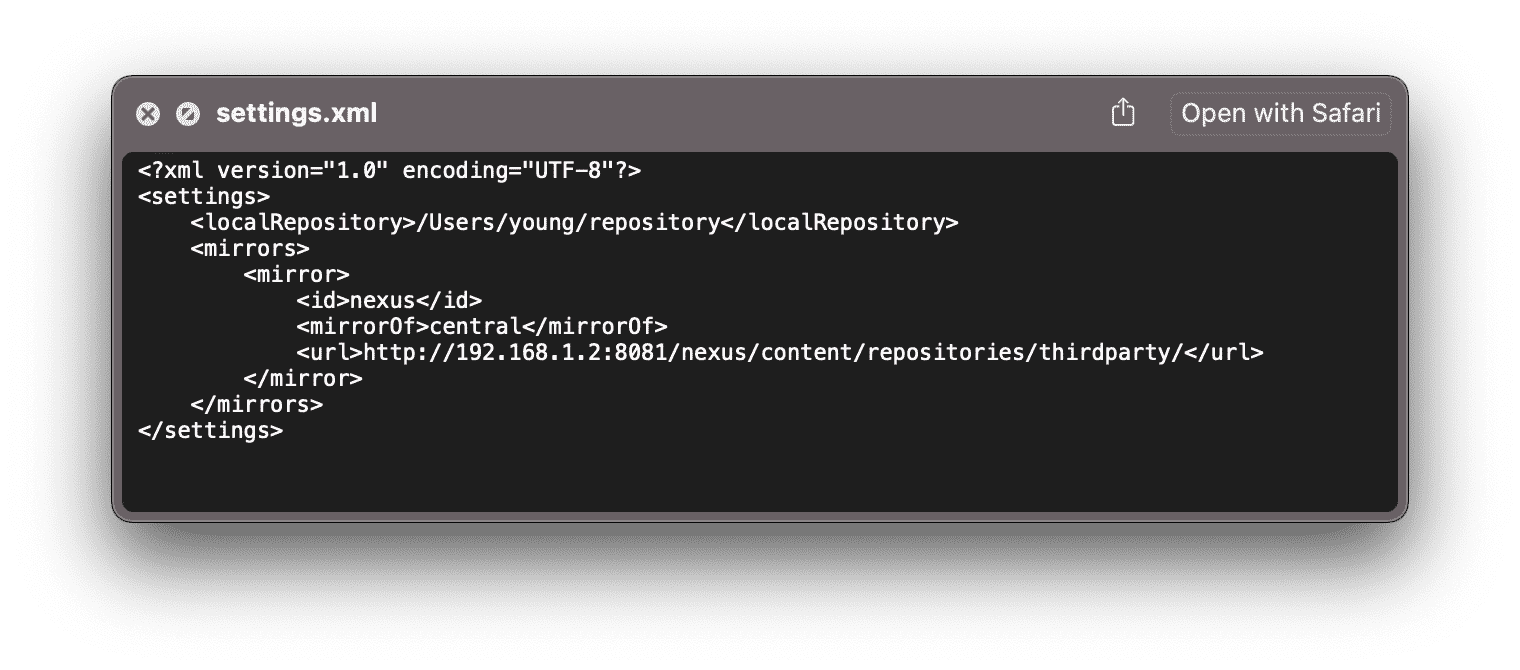 settings.xml
Open with Safari
<?xml version="1.0" encoding="UTF-8"?>
<settings>
    <localRepository>/Users/young/repository</localRepository>
    <mirrors>
        <mirror>
            <id>nexus</id>
            <mirrorOf>central</mirrorOf>
            <url>http://192.168.1.2:8081/nexus/content/repositories/thirdparty/</url>
        </mirror>
    </mirrors>
</settings>